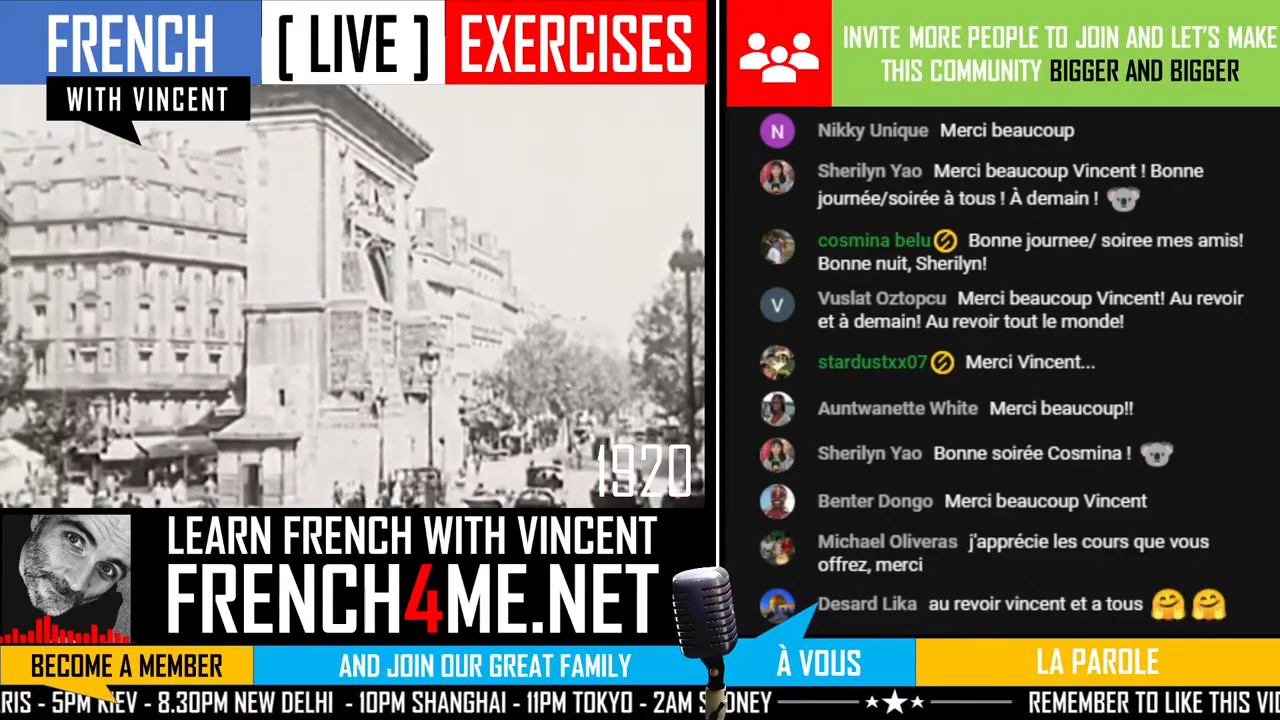 FRENCH
WITH VINCENT
[ LIVE ]
EXERCISES
1920
LEARN FRENCH WITH VINCENT
FRENCH4ME.NET
BECOME A MEMBER
AND JOIN OUR GREAT FAMILY
INVITE MORE PEOPLE TO JOIN AND LET'S MAKE
THIS COMMUNITY BIGGER AND BIGGER
N Nikky Unique Merci beaucoup
Sherilyn Yao Merci beaucoup Vincent ! Bonne
journée/soirée à tous ! À demain !
cosmina belu Bonne journee/ soiree mes amis!
Bonne nuit, Sherilyn!
V Vuslat Oztopcu Merci beaucoup Vincent! Au revoir
et à demain! Au revoir tout le monde!
stardustxx07 Merci Vincent...
Auntwanette White Merci beaucoup!!
Sherilyn Yao Bonne soirée Cosmina !
Benter Dongo Merci beaucoup Vincent
Michael Oliveras j'apprécie les cours que vous
offrez, merci
Desard Lika au revoir vincent et a tous
À VOUS
LA PAROLE
RIS - 5PM KIEV - 8.30PM NEW DELHI - 10PM SHANGHAI - 11PM TOKYO - 2AM SYDNEY REMEMBER TO LIKE THIS VI